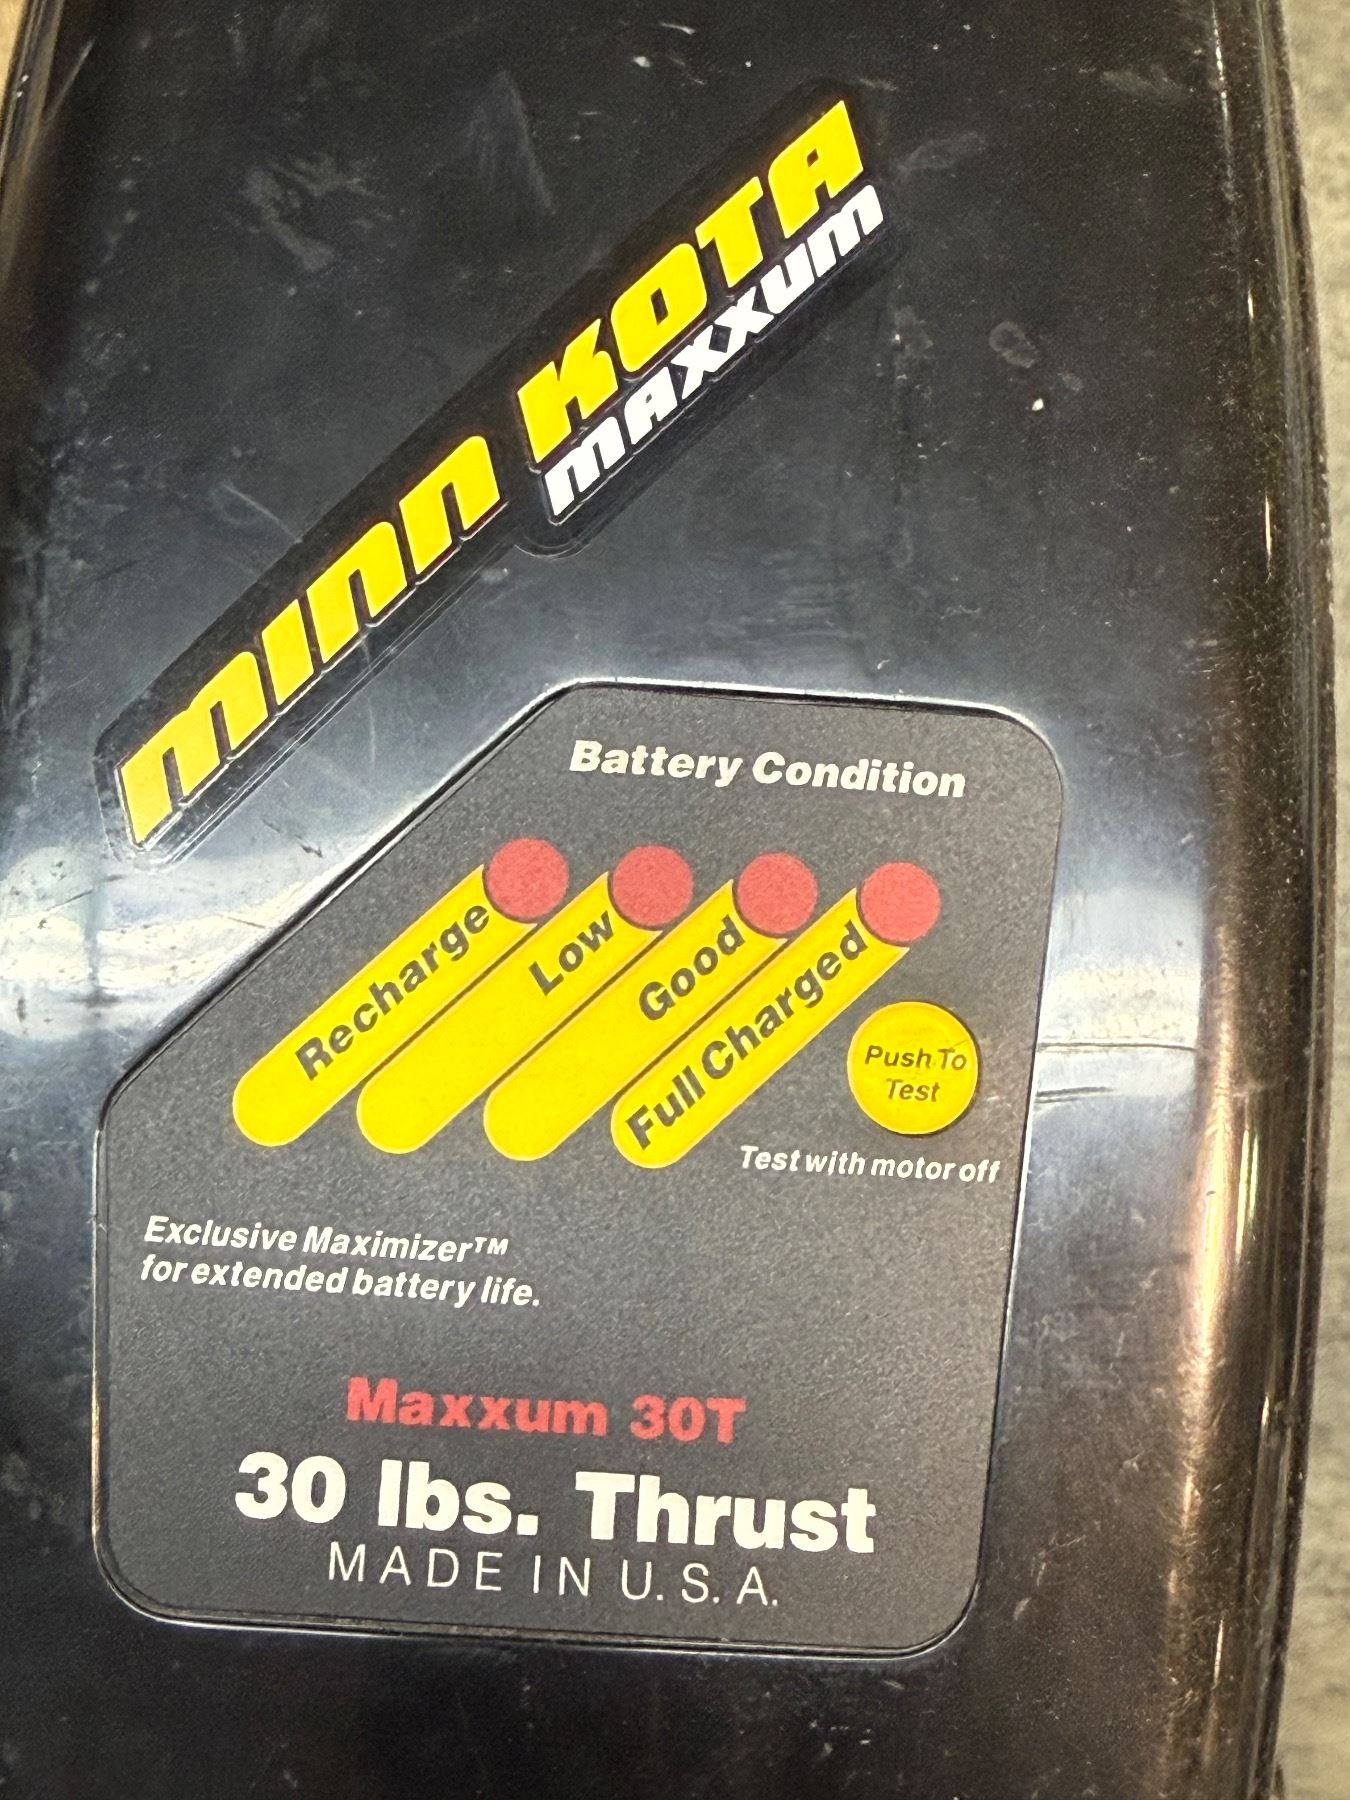 MINN KOTA
MAXXUM
Battery Condition
Recharge
Low
Good
Full Charged
Push To
Test
Test with motor off
Exclusive Maximizer™
for extended battery life.
Maxxum 30T
30 lbs. Thrust
MADE IN U.S.A.